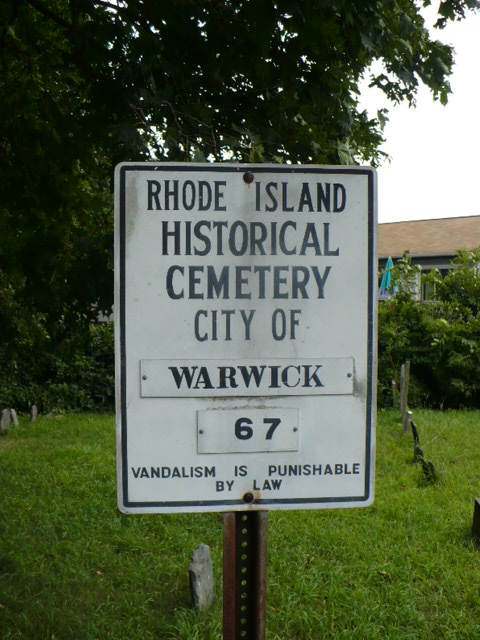 RHODE ISLAND
HISTORICAL
CEMETERY
CITY OF
WARWICK
67
VANDALISM IS PUNISHABLE
BY LAW